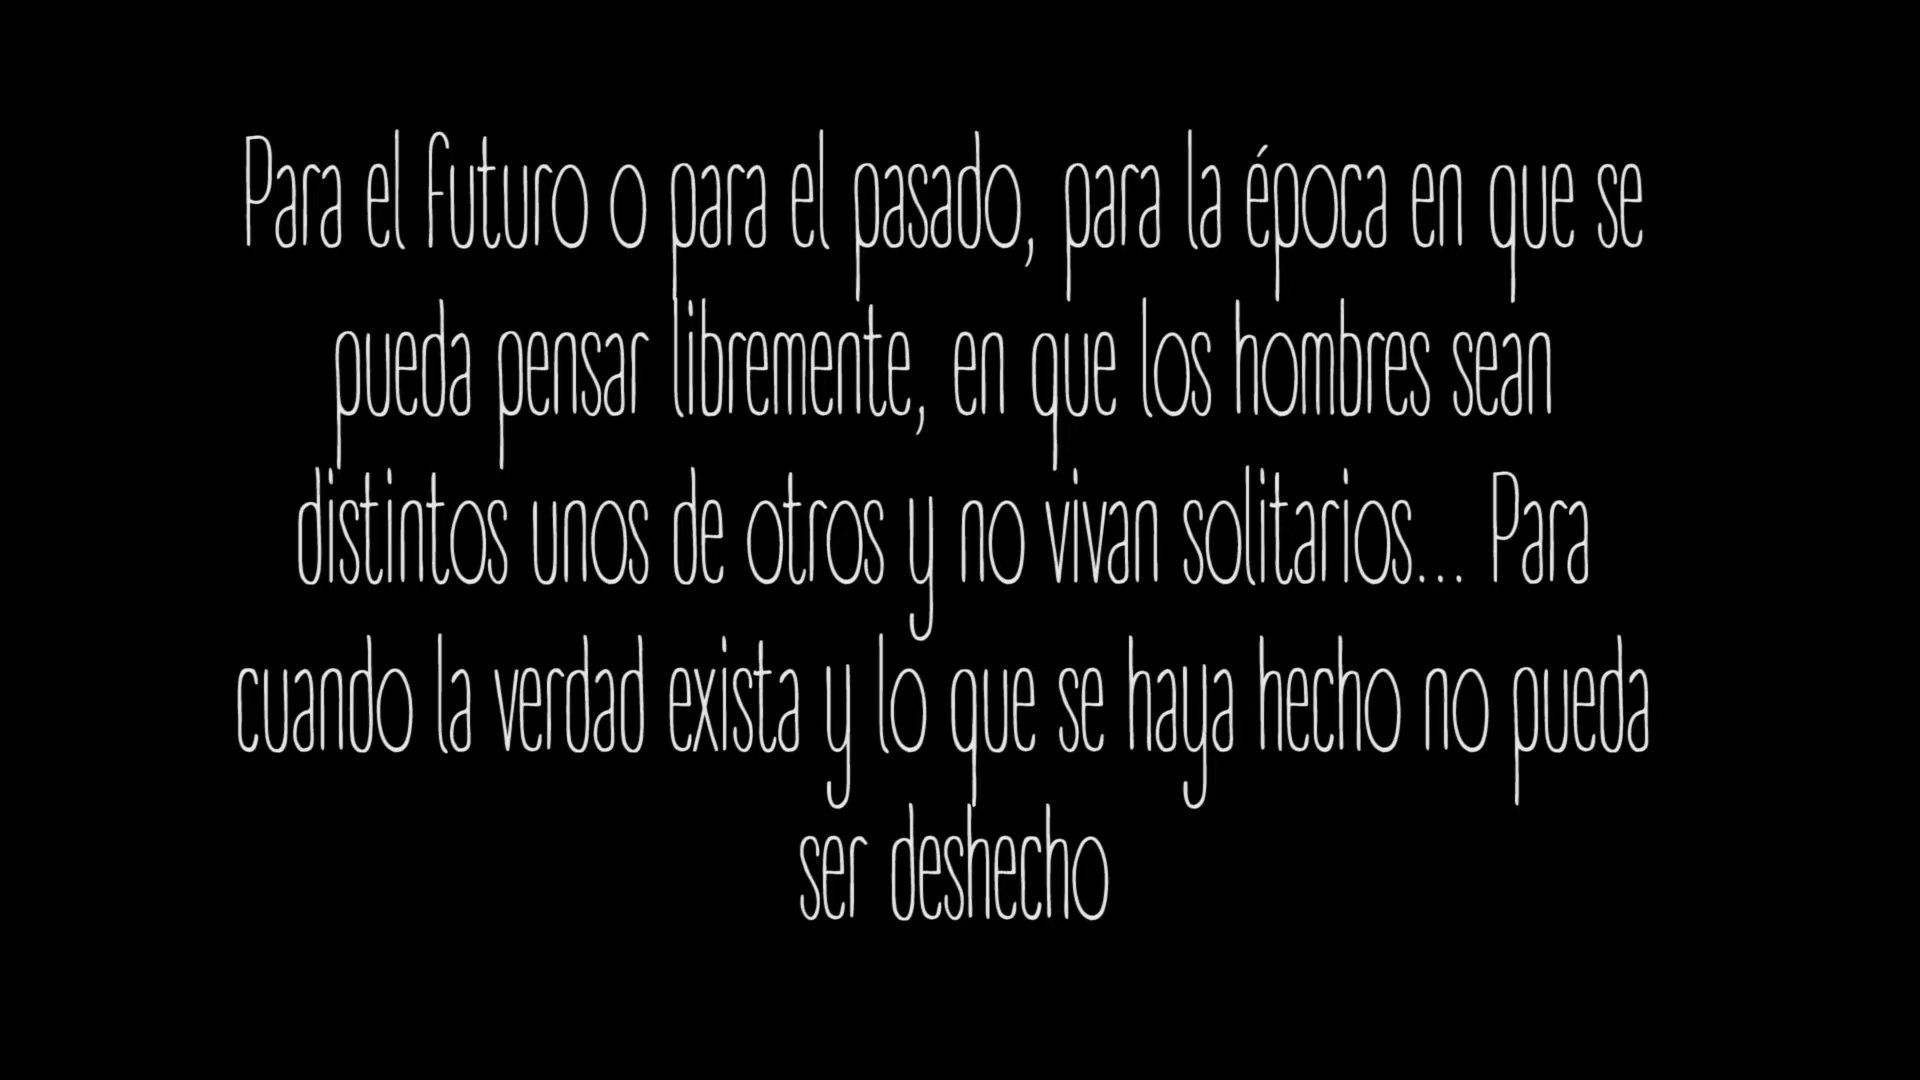 Para el futuro o para el pasado, para la época en que se
pueda pensar libremente, en que los hombres sean
distintos unos de otros y no vivan solitarios... Para
cuando la verdad exista y lo que se haya hecho no pueda
ser deshecho